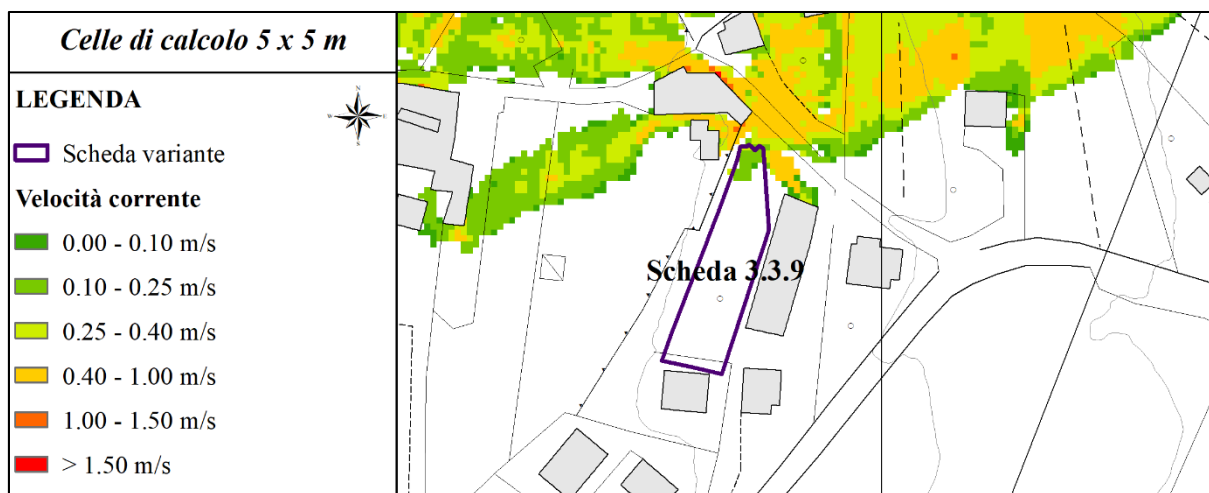 Celle di calcolo 5 x 5 m
LEGENDA
N
W
E
S
Scheda variante
Velocità corrente
0.00 - 0.10 m/s
0.10 - 0.25 m/s
0.25 - 0.40 m/s
0.40 - 1.00 m/s
1.00 - 1.50 m/s
> 1.50 m/s
Scheda 3.3.9